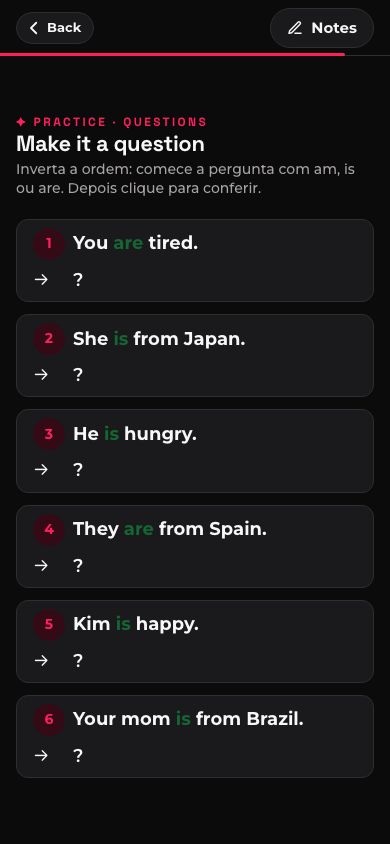 Back
Notes
✦ PRACTICE · QUESTIONS
Make it a question
Inverta a ordem: comece a pergunta com am, is
ou are. Depois clique para conferir.
1 You are tired.
→ ?
2 She is from Japan.
→ ?
3 He is hungry.
→ ?
4 They are from Spain.
→ ?
5 Kim is happy.
→ ?
6 Your mom is from Brazil.
→ ?